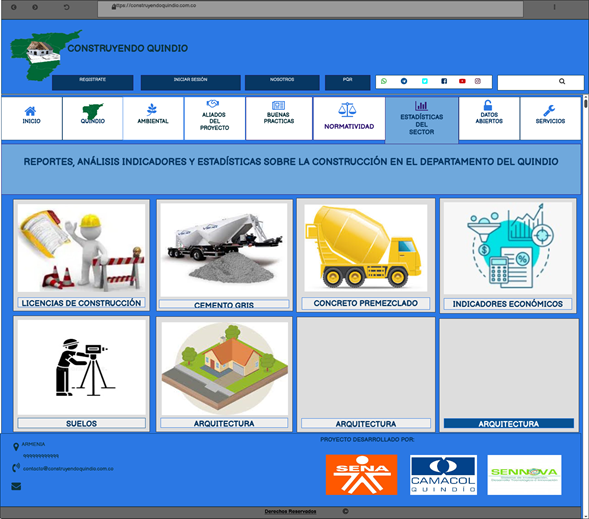 https://construyendoquindio.com.co
CONSTRUYENDO QUINDIO
REGISTRATE
INICIAR SESIÓN
NOSOTROS
PQR
INICIO
QUINDIO
AMBIENTAL
ALIADOS
DEL
PROYECTO
BUENAS
PRACTICAS
NORMATIVIDAD
ESTADÍSTICAS
DEL
SECTOR
DATOS
ABIERTOS
SERVICIOS
REPORTES, ANÁLISIS INDICADORES Y ESTADÍSTICAS SOBRE LA CONSTRUCCIÓN EN EL DEPARTAMENTO DEL QUINDIO
LICENCIAS DE CONSTRUCCIÓN
CEMENTO GRIS
CONCRETO PREMEZCLADO
INDICADORES ECONÓMICOS
SUELOS
ARQUITECTURA
ARQUITECTURA
ARQUITECTURA
ARMENIA
contacto@construyendoquindio.com.co
PROYECTO DESARROLLADO POR:
SENA
CAMACOL
QUINDÍO
SENNOVA
Derechos Reservados ©